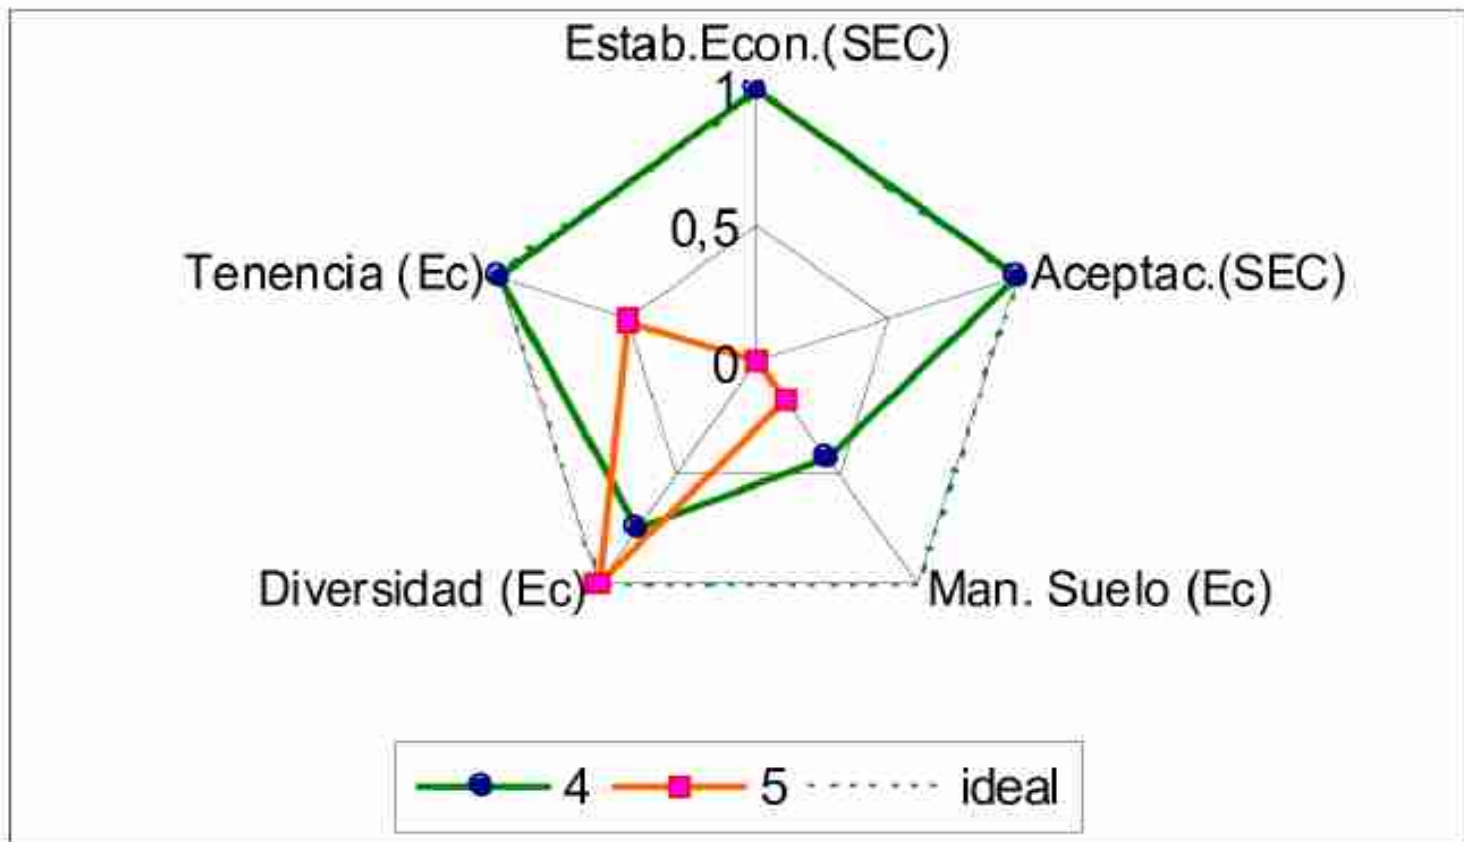 Estab.Econ.(SEC)
1
0,5
Tenencia (Ec)
Aceptac.(SEC)
0
Diversidad (Ec)
Man. Suelo (Ec)
4 5 ideal